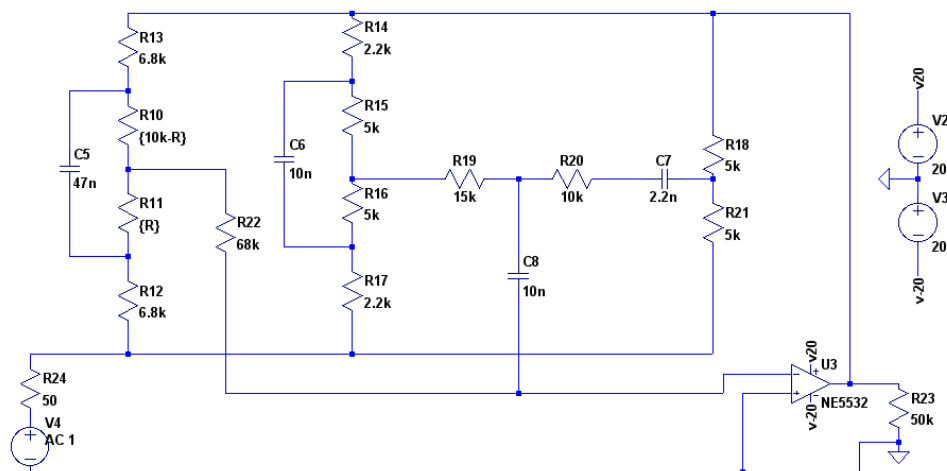 R13
6.8k
R10
{10k-R}
C5
47n
R11
{R}
R12
6.8k
R22
68k
R24
50
V4
AC 1
R14
2.2k
R15
5k
C6
10n
R16
5k
R17
2.2k
R19
15k
R20
10k
C7
2.2n
C8
10n
R18
5k
R21
5k
v20
U3
NE5532
v-20
R23
50k
v20
V2
20
V3
20
v-20